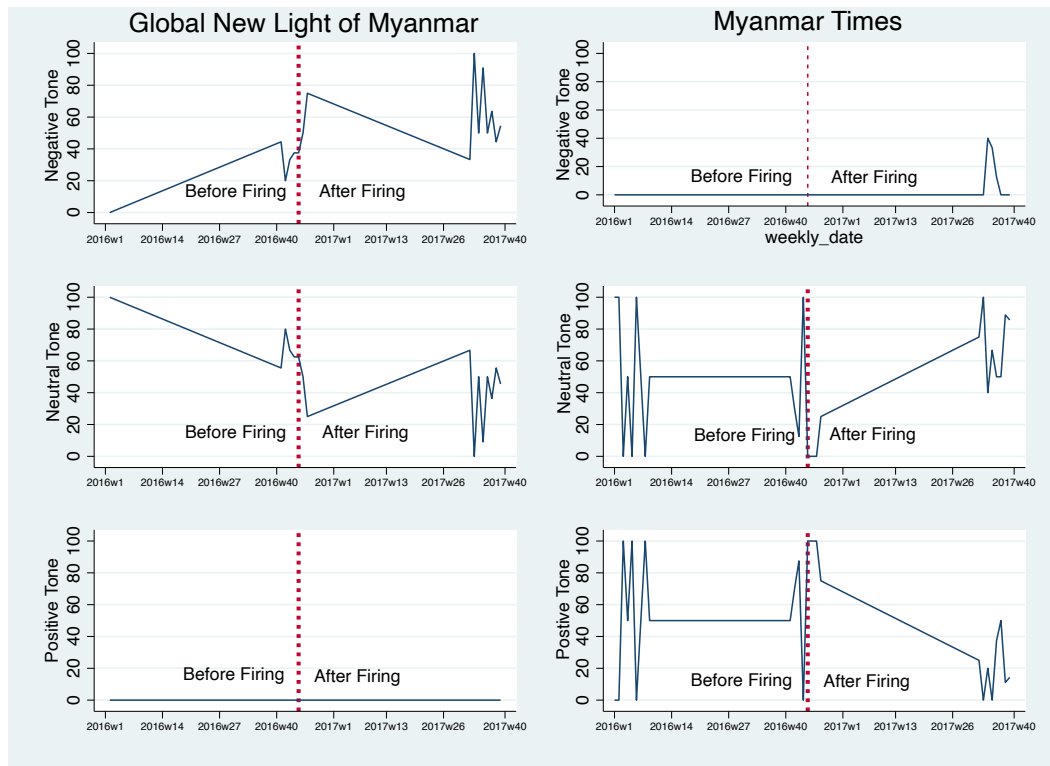 Global New Light of Myanmar
Negative Tone
0 20 40 60 80 100
Before Firing
After Firing
2016w1 2016w14 2016w27 2016w40 2017w1 2017w13 2017w26 2017w40
Neutral Tone
0 20 40 60 80 100
Before Firing
After Firing
2016w1 2016w14 2016w27 2016w40 2017w1 2017w13 2017w26 2017w40
Positive Tone
0 20 40 60 80 100
Before Firing
After Firing
2016w1 2016w14 2016w27 2016w40 2017w1 2017w13 2017w26 2017w40
Myanmar Times
Negative Tone
0 20 40 60 80 100
Before Firing
After Firing
2016w1 2016w14 2016w27 2016w40 2017w1 2017w13 2017w26 2017w40
weekly_date
Neutral Tone
0 20 40 60 80 100
Before Firing
After Firing
2016w1 2016w14 2016w27 2016w40 2017w1 2017w13 2017w26 2017w40
Postive Tone
0 20 40 60 80 100
Before Firing
After Firing
2016w1 2016w14 2016w27 2016w40 2017w1 2017w13 2017w26 2017w40